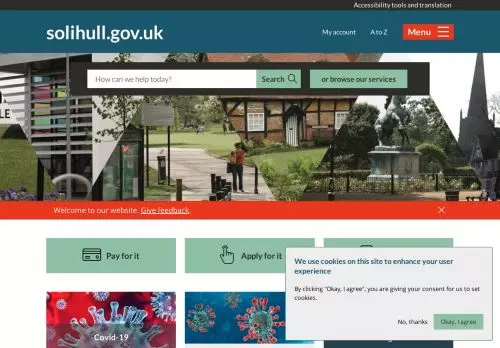 Accessibility tools and translation
solihull.gov.uk
My account
A to Z
Menu
How can we help today?
Search
or browse our services
LE
Welcome to our website. Give feedback.
Pay for it
Apply for it
We use cookies on this site to enhance your user
experience
By clicking "Okay, I agree", you are giving your consent for us to set
cookies.
No, thanks
Okay, I agree
Covid-19